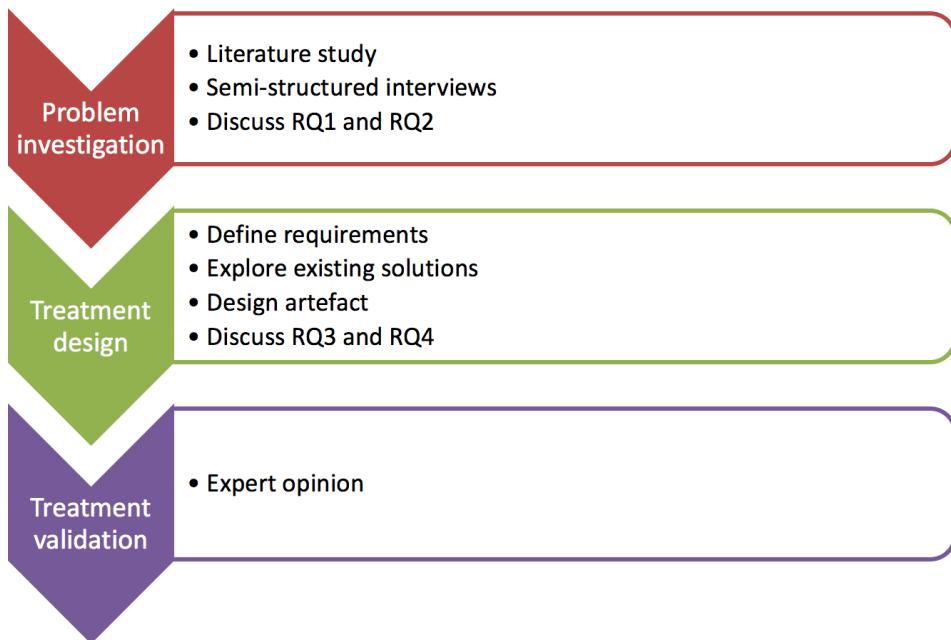 Problem
investigation
• Literature study
• Semi-structured interviews
• Discuss RQ1 and RQ2
Treatment
design
• Define requirements
• Explore existing solutions
• Design artefact
• Discuss RQ3 and RQ4
Treatment
validation
• Expert opinion